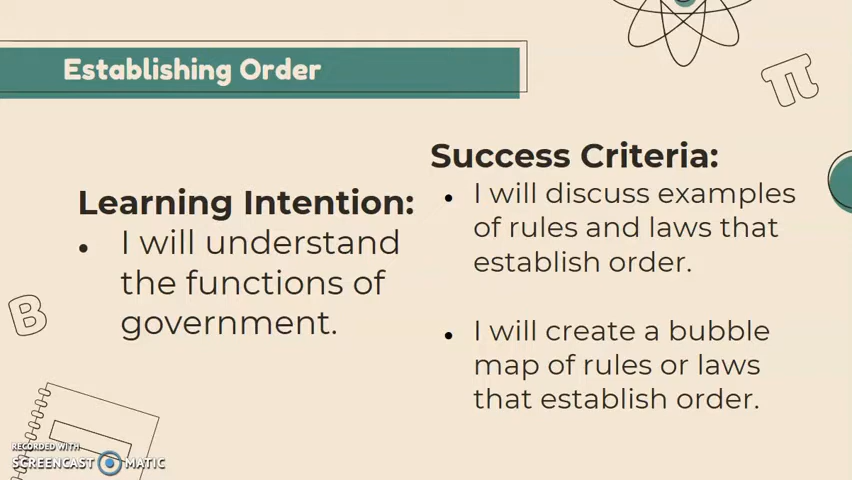 Establishing Order
Learning Intention:
• I will understand
the functions of
government.
Success Criteria:
• I will discuss examples
of rules and laws that
establish order.
• I will create a bubble
map of rules or laws
that establish order.
π
B
RECORDED WITH
SCREENCAST MATIC